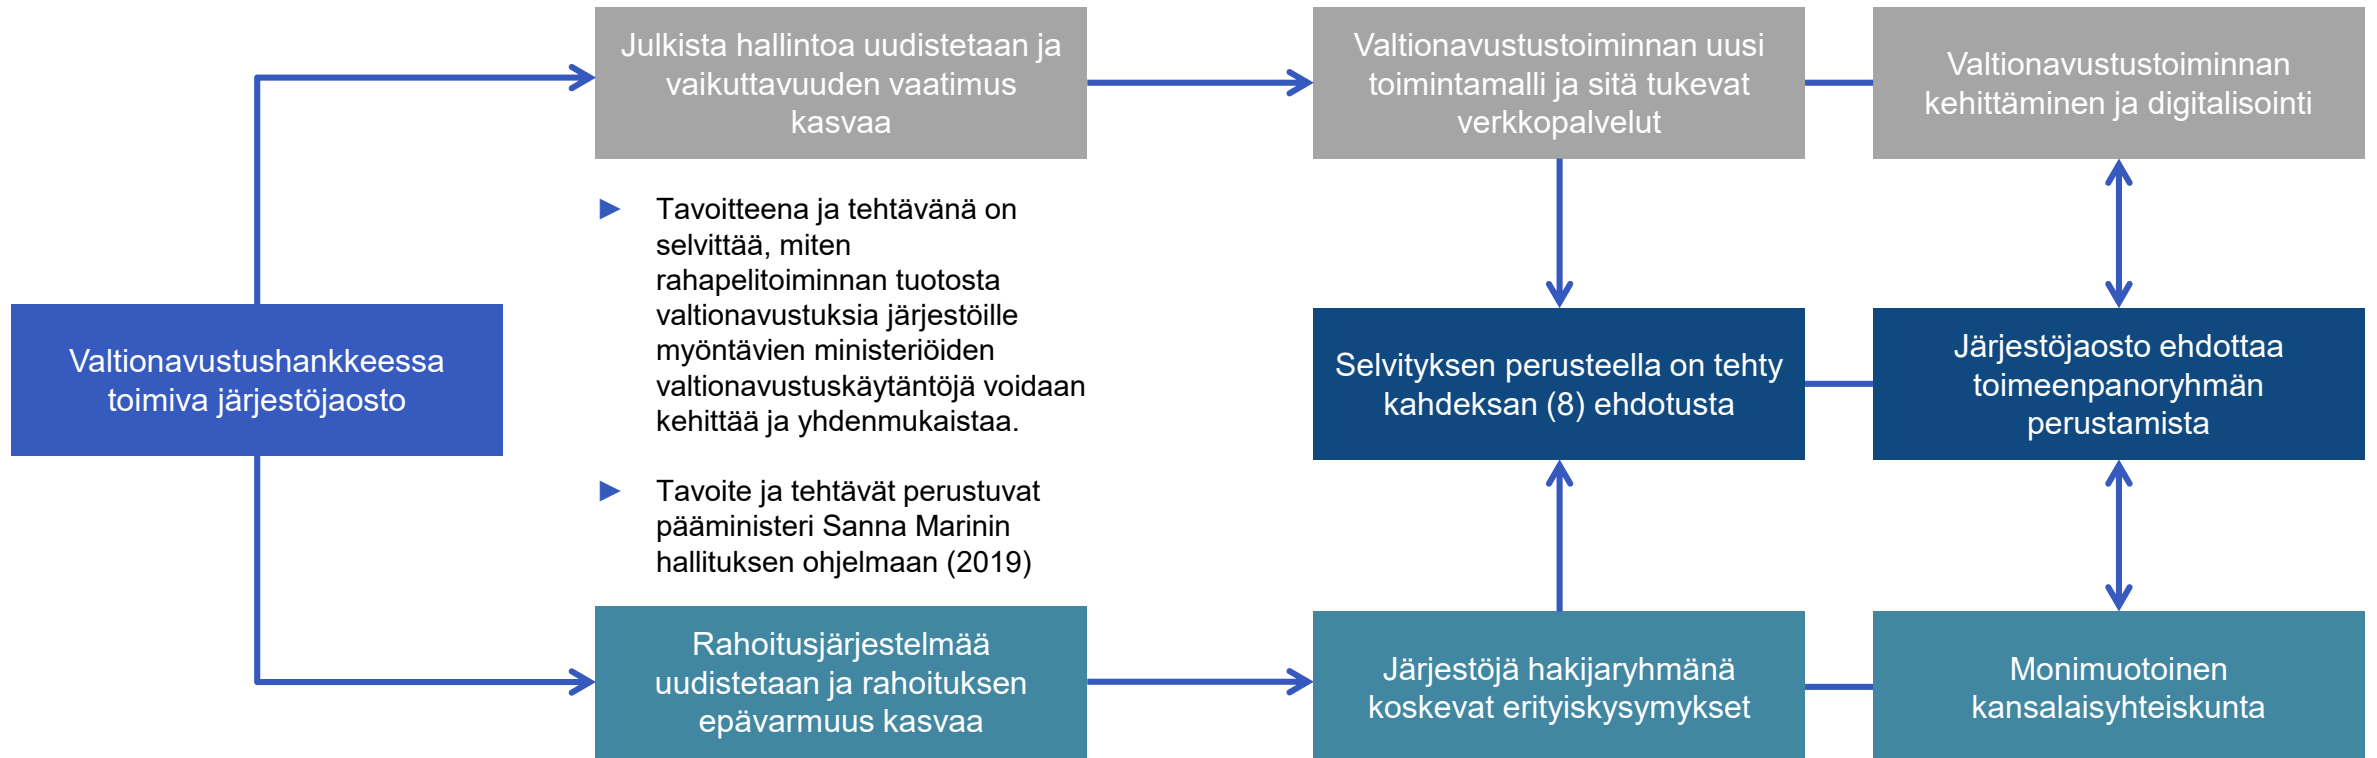 Julkista hallintoa uudistetaan ja
vaikuttavuuden vaatimus
kasvaa
Valtionavustustoiminnan uusi
toimintamalli ja sitä tukevat
verkkopalvelut
Valtionavustustoiminnan
kehittäminen ja digitalisointi
Valtionavustushankkeessa
toimiva järjestöjaosto
► Tavoitteena ja tehtävänä on
selvittää, miten
rahapelitoiminnan tuotosta
valtionavustuksia järjestöille
myöntävien ministeriöiden
valtionavustuskäytäntöjä voidaan
kehittää ja yhdenmukaistaa.
► Tavoite ja tehtävät perustuvat
pääministeri Sanna Marinin
hallituksen ohjelmaan (2019)
Selvityksen perusteella on tehty
kahdeksan (8) ehdotusta
Järjestöjaosto ehdottaa
toimeenpanoryhmän
perustamista
Rahoitusjärjestelmää
uudistetaan ja rahoituksen
epävarmuus kasvaa
Järjestöjä hakijaryhmänä
koskevat erityiskysymykset
Monimuotoinen
kansalaisyhteiskunta